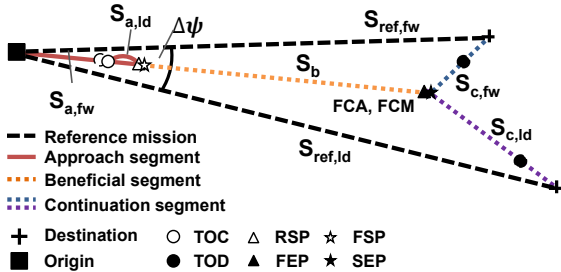 S_a,ld
Δψ
S_ref,fw
S_a,fw
S_b
S_c,fw
FCA, FCM
S_c,ld
S_ref,ld
Reference mission
Approach segment
Beneficial segment
Continuation segment
Destination TOC RSP FSP
Origin TOD FEP SEP